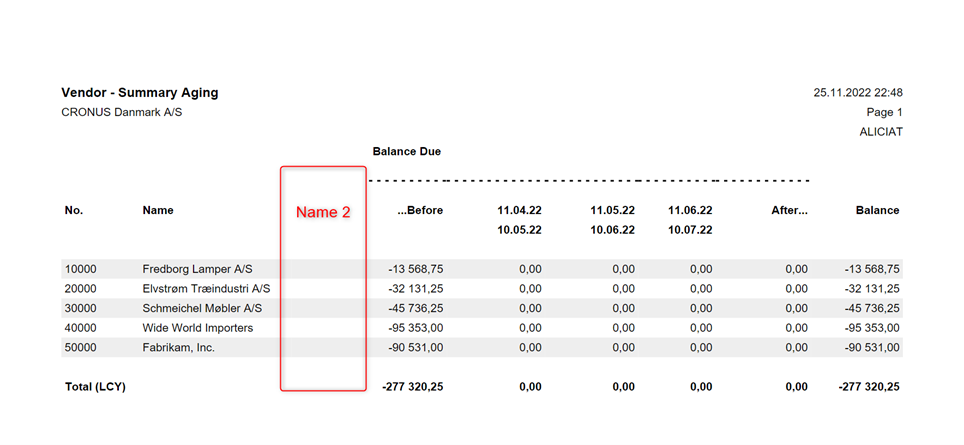 Vendor - Summary Aging 25.11.2022 22:48
CRONUS Danmark A/S Page 1
ALICIAT
Balance Due
Name 2
No. Name ...Before 11.04.22 11.05.22 11.06.22 After... Balance
10.05.22 10.06.22 10.07.22
10000 Fredborg Lamper A/S -13 568,75 0,00 0,00 0,00 0,00 -13 568,75
20000 Elvstrøm Træindustri A/S -32 131,25 0,00 0,00 0,00 0,00 -32 131,25
30000 Schmeichel Møbler A/S -45 736,25 0,00 0,00 0,00 0,00 -45 736,25
40000 Wide World Importers -95 353,00 0,00 0,00 0,00 0,00 -95 353,00
50000 Fabrikam, Inc. -90 531,00 0,00 0,00 0,00 0,00 -90 531,00
Total (LCY) -277 320,25 0,00 0,00 0,00 0,00 -277 320,25